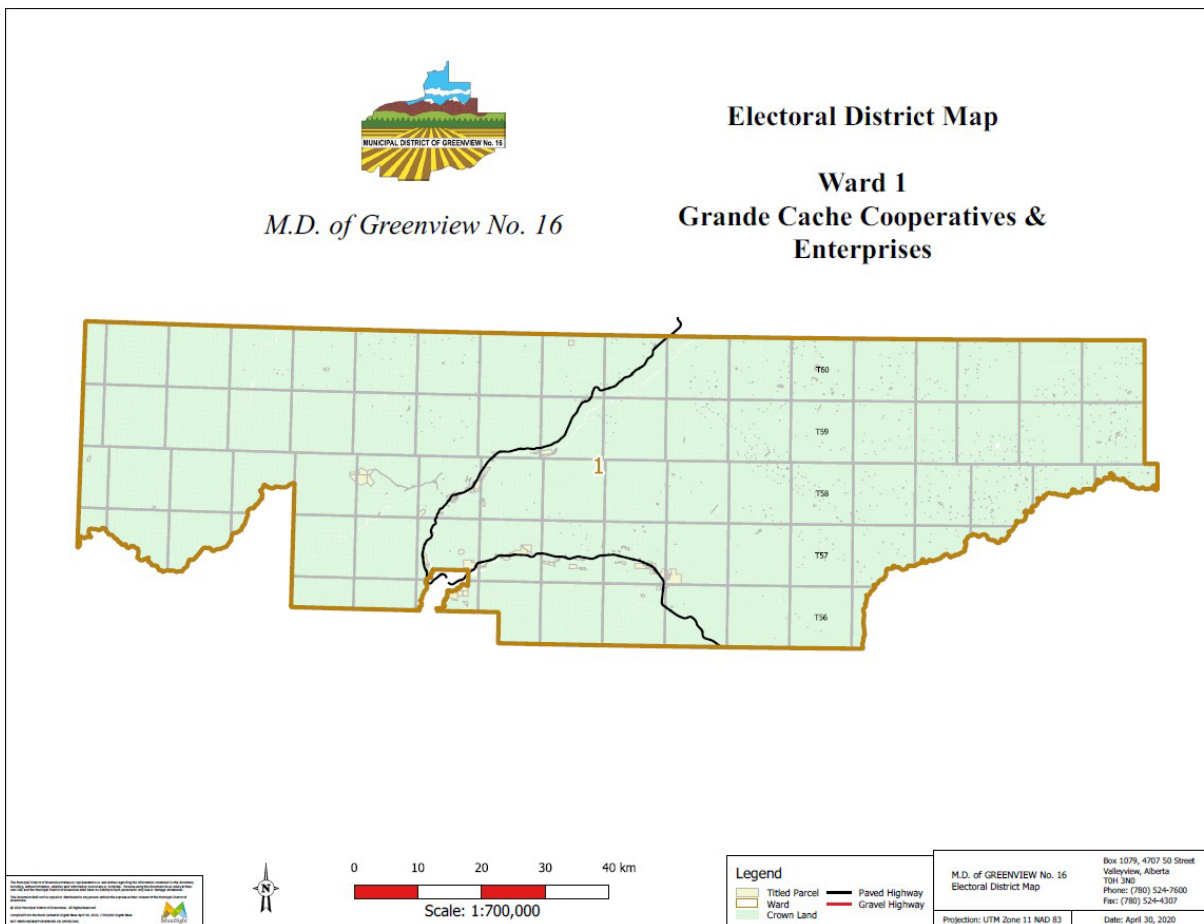 MUNICIPAL DISTRICT OF GREENVIEW No. 16
M.D. of Greenview No. 16
Electoral District Map
Ward 1
Grande Cache Cooperatives &
Enterprises
T60
T59
1
T58
T57
T56
N
0 10 20 30 40 km
Scale: 1:700,000
Legend
Titled Parcel
Ward
Crown Land
Paved Highway
Gravel Highway
M.D. of GREENVIEW No. 16
Electoral District Map
Box 1079, 4707 50 Street
Valleyview, Alberta
T0H 3N0
Phone: (780) 524-7600
Fax: (780) 524-4307
Projection: UTM Zone 11 NAD 83
Date: April 30, 2020